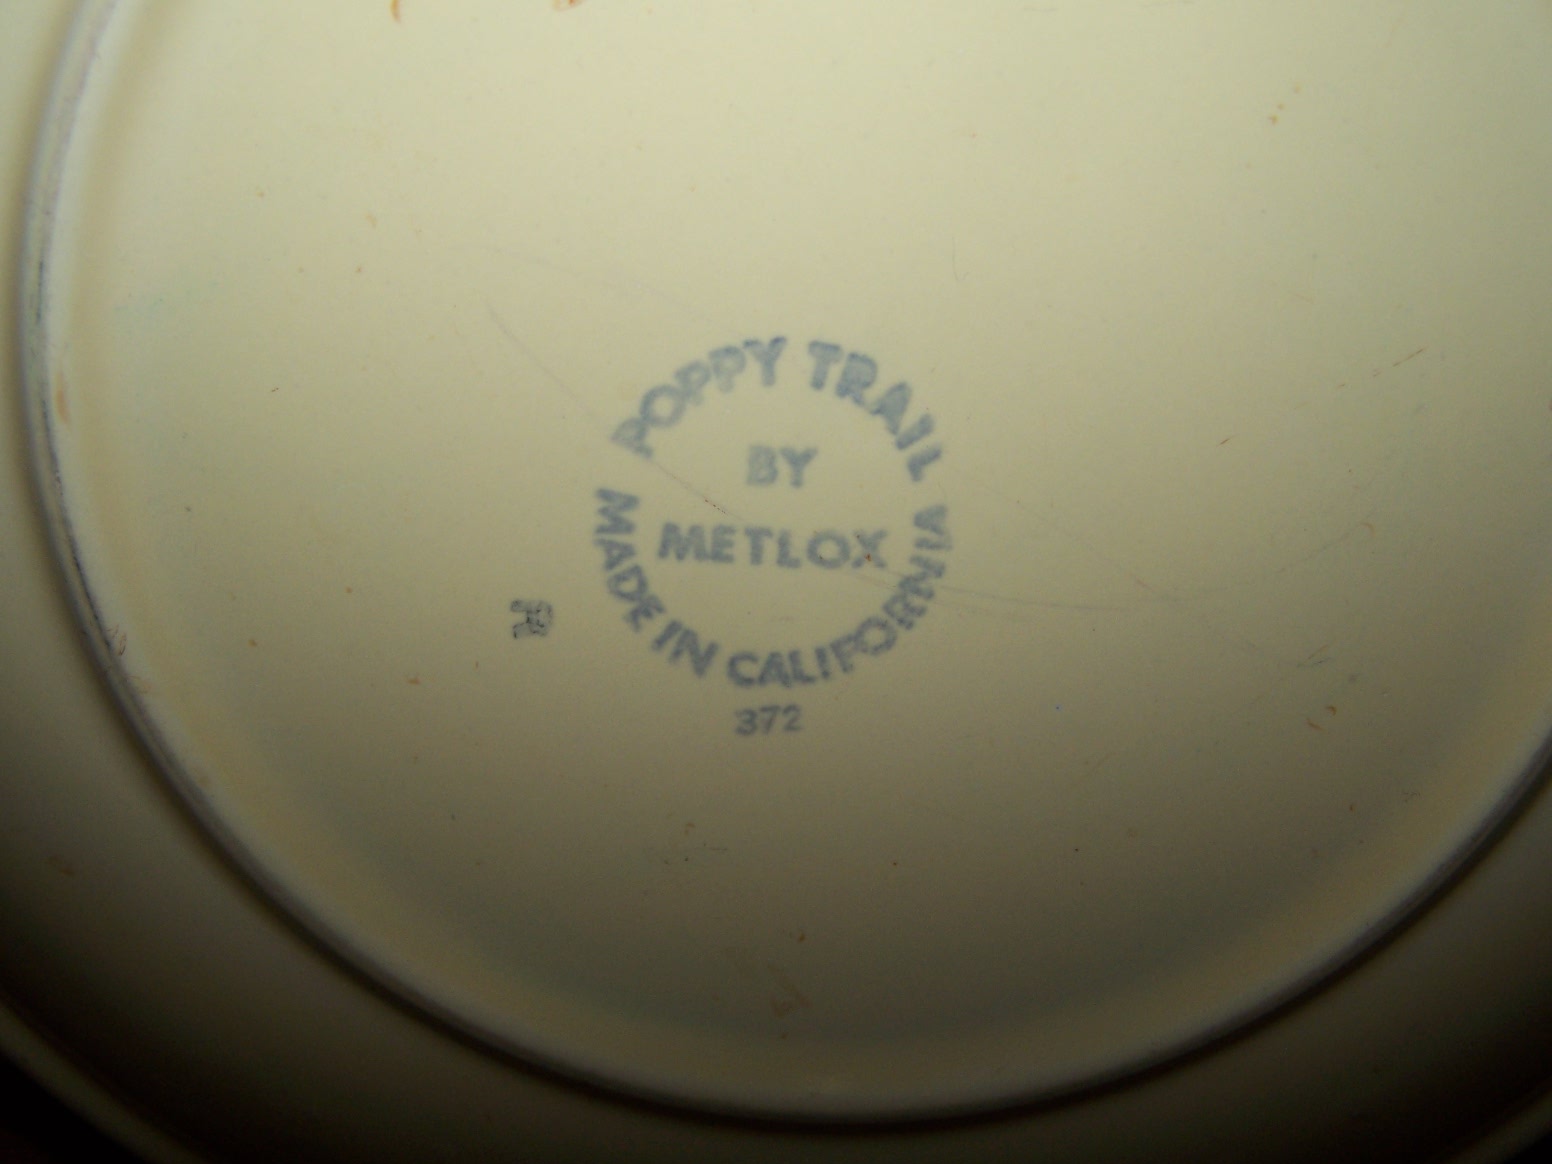 POPPY TRAIL
BY
METLOX
MADE IN CALIFORNIA
372